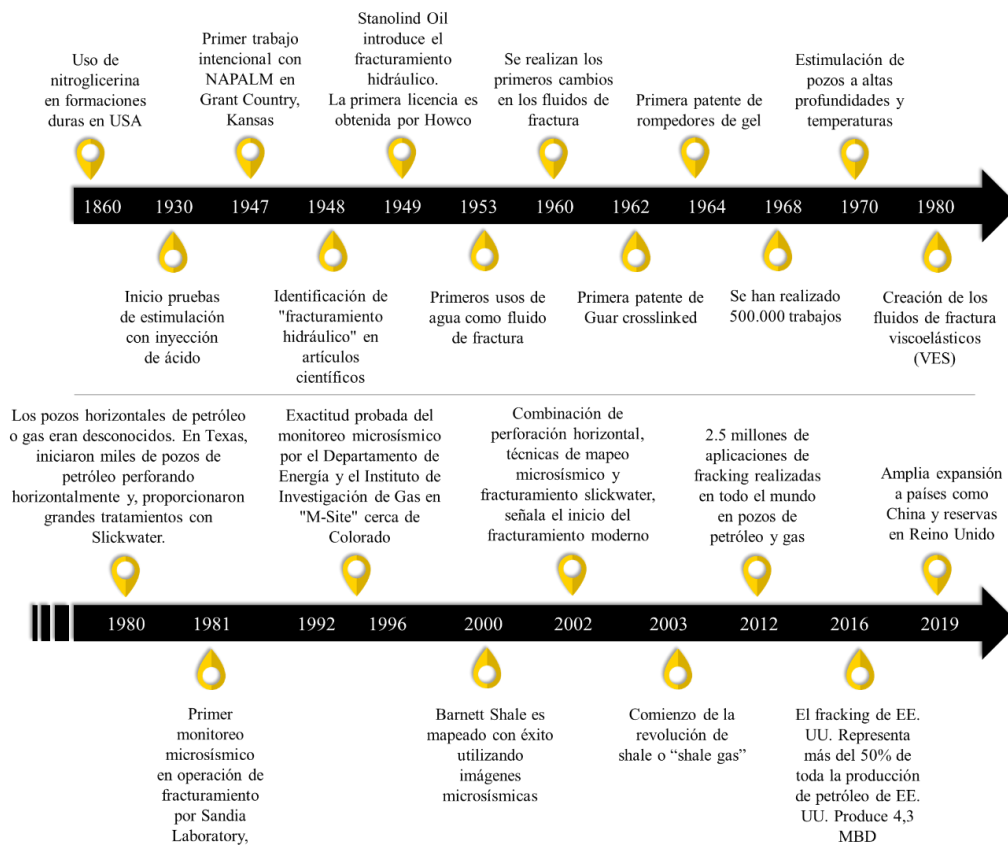 Uso de
nitroglicerina
en formaciones
duras en USA
Primer trabajo
intencional con
NAPALM en
Grant Country,
Kansas
Stanolind Oil
introduce el
fracturamiento
hidráulico.
La primera licencia es
obtenida por Howco
Se realizan los
primeros cambios
en los fluidos de
fractura
Primera patente de
rompedores de gel
Estimulación de
pozos a altas
profundidades y
temperaturas
1860 1930 1947 1948 1949 1953 1960 1962 1964 1968 1970 1980
Inicio pruebas
de estimulación
con inyección
de ácido
Identificación de
"fracturamiento
hidráulico" en
artículos
científicos
Primeros usos de
agua como fluido
de fractura
Primera patente de
Guar crosslinked
Se han realizado
500.000 trabajos
Creación de los
fluidos de fractura
viscoelásticos
(VES)
Los pozos horizontales de petróleo
o gas eran desconocidos. En Texas,
iniciaron miles de pozos de
petróleo perforando
horizontalmente y, proporcionaron
grandes tratamientos con
Slickwater.
Exactitud probada del
monitoreo microsísmico
por el Departamento de
Energía y el Instituto de
Investigación de Gas en
"M-Site" cerca de
Colorado
Combinación de
perforación horizontal,
técnicas de mapeo
microsísmico y
fracturamiento slickwater,
señala el inicio del
fracturamiento moderno
2.5 millones de
aplicaciones de
fracking realizadas
en todo el mundo
en pozos de
petróleo y gas
Amplia expansión
a países como
China y reservas
en Reino Unido
1980 1981 1992 1996 2000 2002 2003 2012 2016 2019
Primer
monitoreo
microsísmico
en operación de
fracturamiento
por Sandia
Laboratory,
Barnett Shale es
mapeado con éxito
utilizando
imágenes
microsísmicas
Comienzo de la
revolución de
shale o “shale gas”
El fracking de EE.
UU. Representa
más del 50% de
toda la producción
de petróleo de EE.
UU. Produce 4,3
MBD